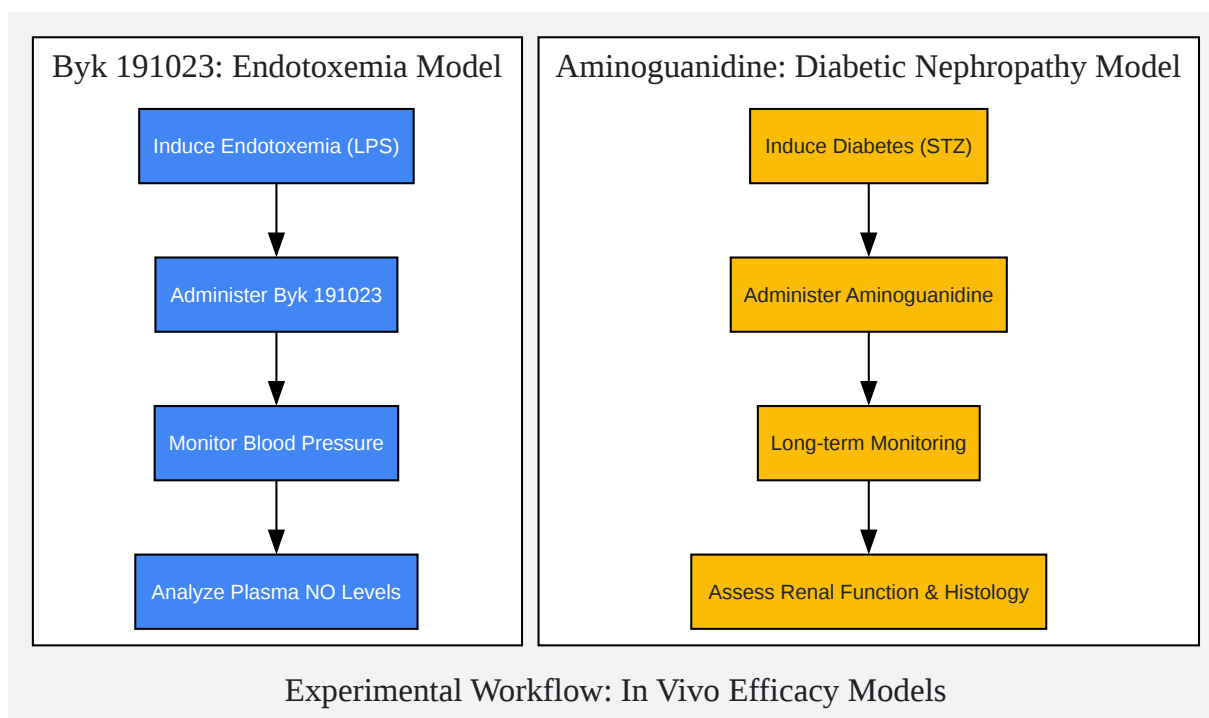 Byk 191023: Endotoxemia Model
Induce Endotoxemia (LPS)
Administer Byk 191023
Monitor Blood Pressure
Analyze Plasma NO Levels
Aminoguanidine: Diabetic Nephropathy Model
Induce Diabetes (STZ)
Administer Aminoguanidine
Long-term Monitoring
Assess Renal Function & Histology
Experimental Workflow: In Vivo Efficacy Models